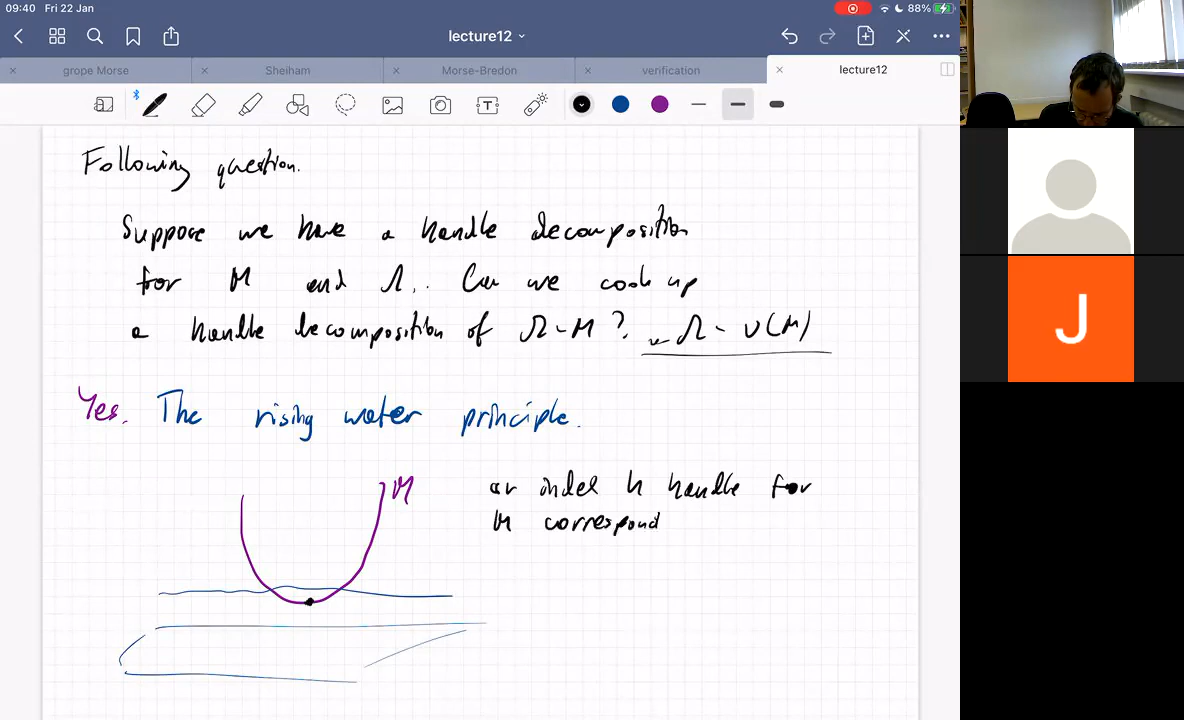 09:40 Fri 22 Jan
88%
lecture12
grope Morse
Sheiham
Morse-Bredon
verification
lecture12
Following question.
Suppose we have a handle decomposition
for M and Ω. Can we cook up
a handle decomposition of Ω-M? Ω-ν(M)
Yes. The rising water principle.
M
an index k handle for
M correspond
J